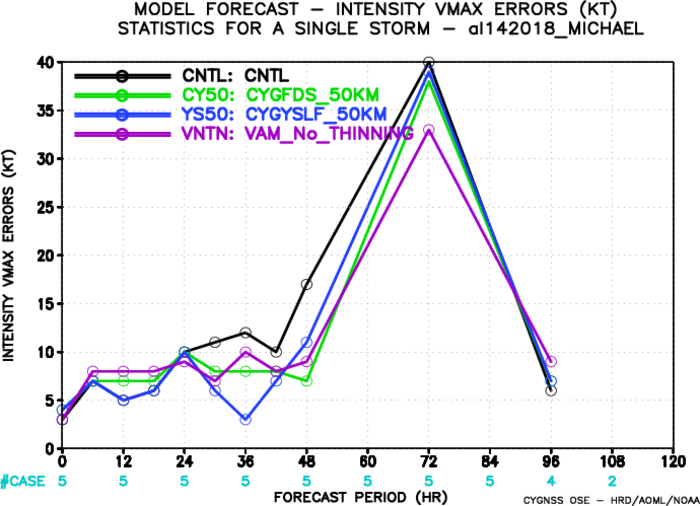 MODEL FORECAST – INTENSITY VMAX ERRORS (KT)
STATISTICS FOR A SINGLE STORM – al142018_MICHAEL
INTENSITY VMAX ERRORS (KT)
40
35
30
25
20
15
10
5
0
CNTL: CNTL
CY50: CYGFDS_50KM
YS50: CYGYSLF_50KM
VNTN: VAM_No_THINNING
0 12 24 36 48 60 72 84 96 108 120
#CASE 5 5 5 5 5 5 5 5 4 2
FORECAST PERIOD (HR)
CYGNSS OSE – HRD/AOML/NOAA